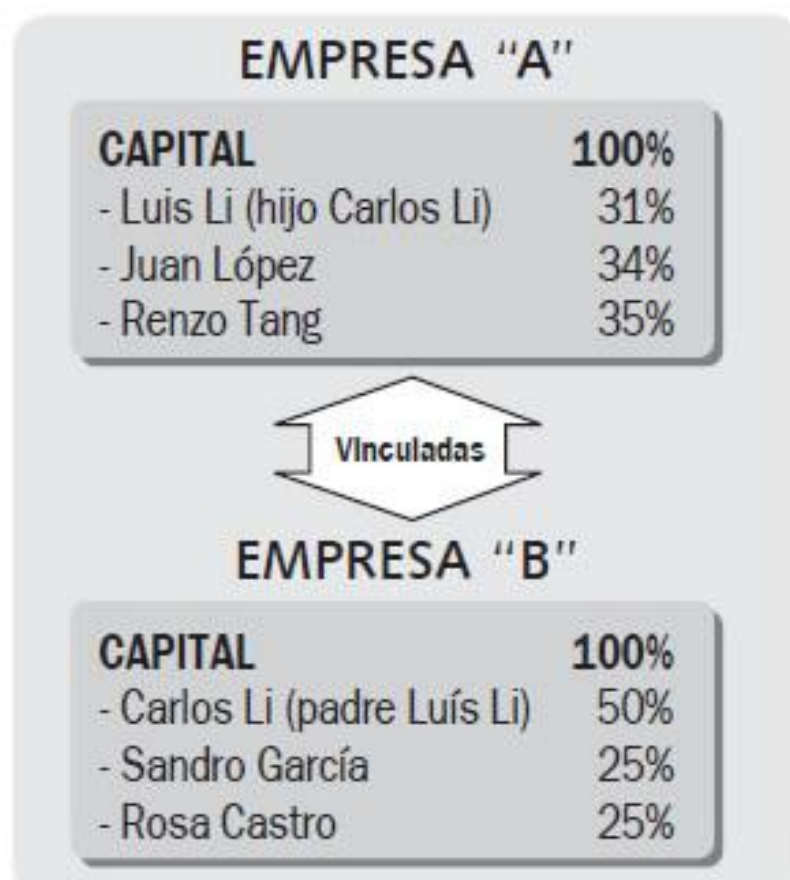 EMPRESA "A"
CAPITAL 100%
- Luis Li (hijo Carlos Li) 31%
- Juan López 34%
- Renzo Tang 35%
Vinculadas
EMPRESA "B"
CAPITAL 100%
- Carlos Li (padre Luís Li) 50%
- Sandro García 25%
- Rosa Castro 25%